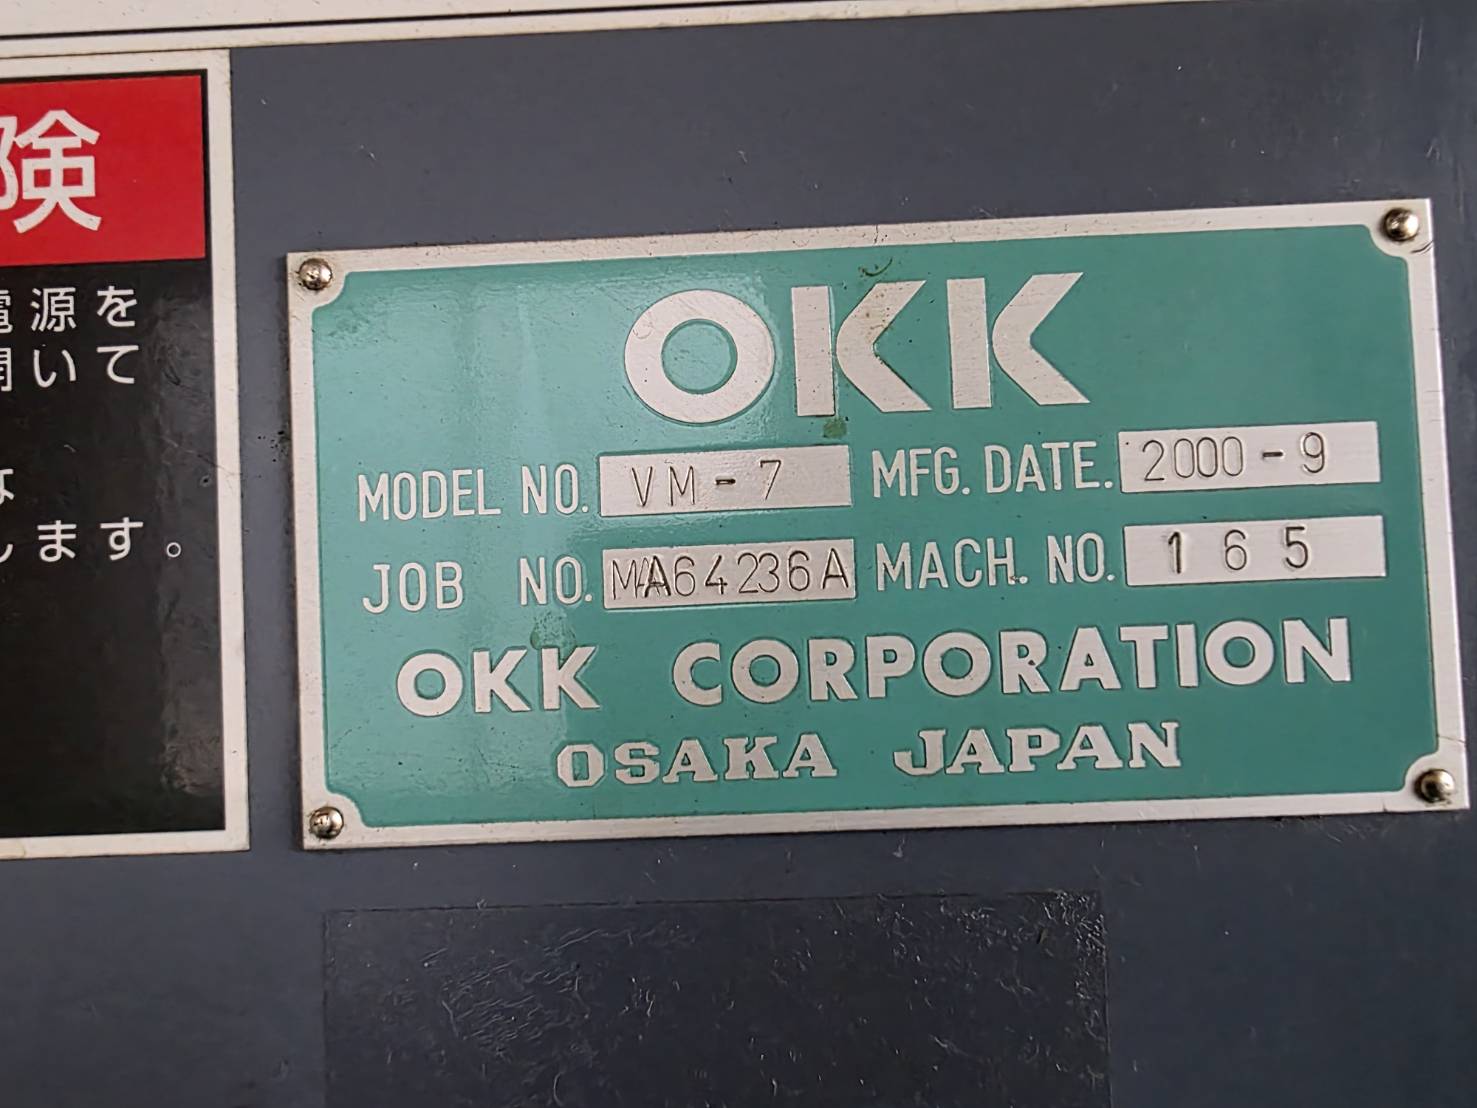 険
電源を
開いて
します。
OKK
MODEL NO. VM-7 MFG. DATE. 2000-9
JOB NO. MA64236A MACH. NO. 165
OKK CORPORATION
OSAKA JAPAN